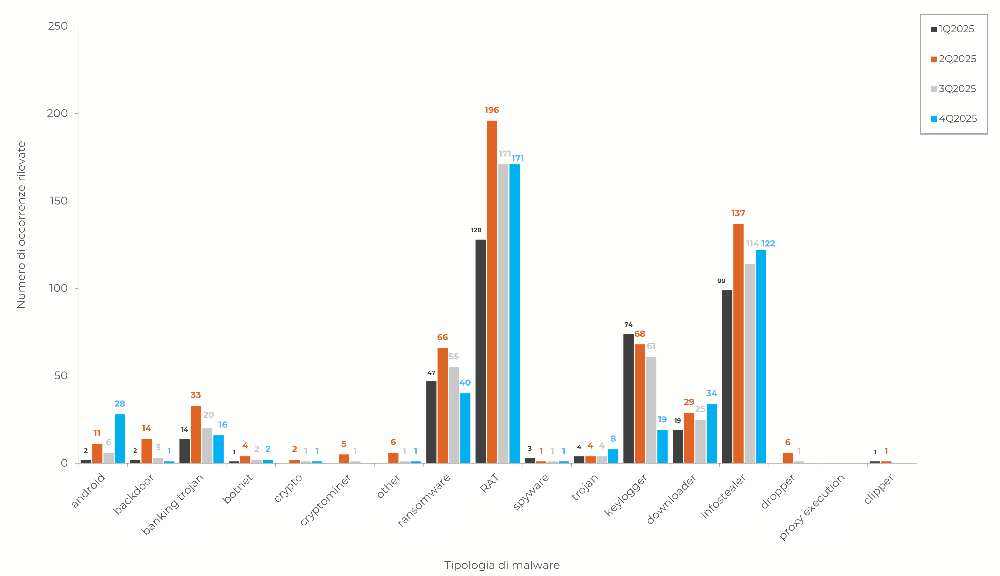 1Q2025
2Q2025
3Q2025
4Q2025
Numero di occorrenze rilevate
250
200
150
100
50
0
2 11 6 28
2 14 3 1
14 33 20 16
1 4 2 2
2 1 1
5 1
6 1 1
47 66 55 40
128 196 171 171
3 1 1 1
4 4 4 8
74 68 61 19
19 29 25 34
99 137 114 122
6 1
1 1
android
backdoor
banking trojan
botnet
crypto
cryptominer
other
ransomware
RAT
spyware
trojan
keylogger
downloader
infostealer
dropper
proxy execution
clipper
Tipologia di malware